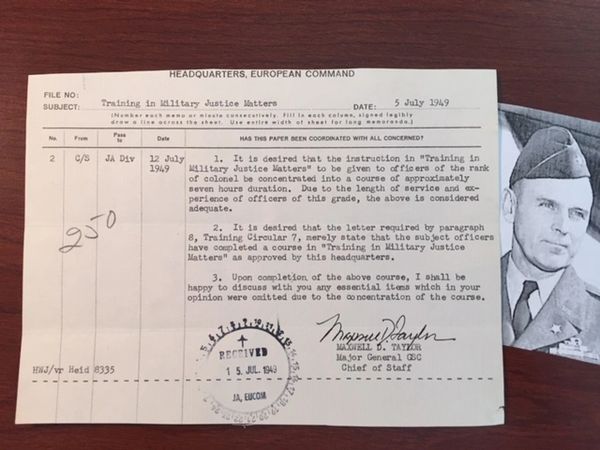 HEADQUARTERS, EUROPEAN COMMAND
FILE NO:
SUBJECT: Training in Military Justice Matters DATE: 5 July 1949
(Number each memo or minute consecutively. Fill in each column, signed legibly
draw a line across the sheet. Use entire width of sheet for long memoranda.)
No. From Pass to Date HAS THIS PAPER BEEN COORDINATED WITH ALL CONCERNED?
2 C/S JA Div 12 July 1949
1. It is desired that the instruction in "Training in
Military Justice Matters" to be given to officers of the rank
of colonel be concentrated into a course of approximately
seven hours duration. Due to the length of service and ex-
perience of officers of this grade, the above is considered
adequate.
250
2. It is desired that the letter required by paragraph
8, Training Circular 7, merely state that the subject officers
have completed a course in "Training in Military Justice
Matters" as approved by this headquarters.
3. Upon completion of the above course, I shall be
happy to discuss with you any essential items which in your
opinion were omitted due to the concentration of the course.
RECEIVED
15 JUL. 1949
JA, EUCOM
Maxwell D. Taylor
MAXWELL D. TAYLOR
Major General GSC
Chief of Staff
HWJ/vr Heid 8335